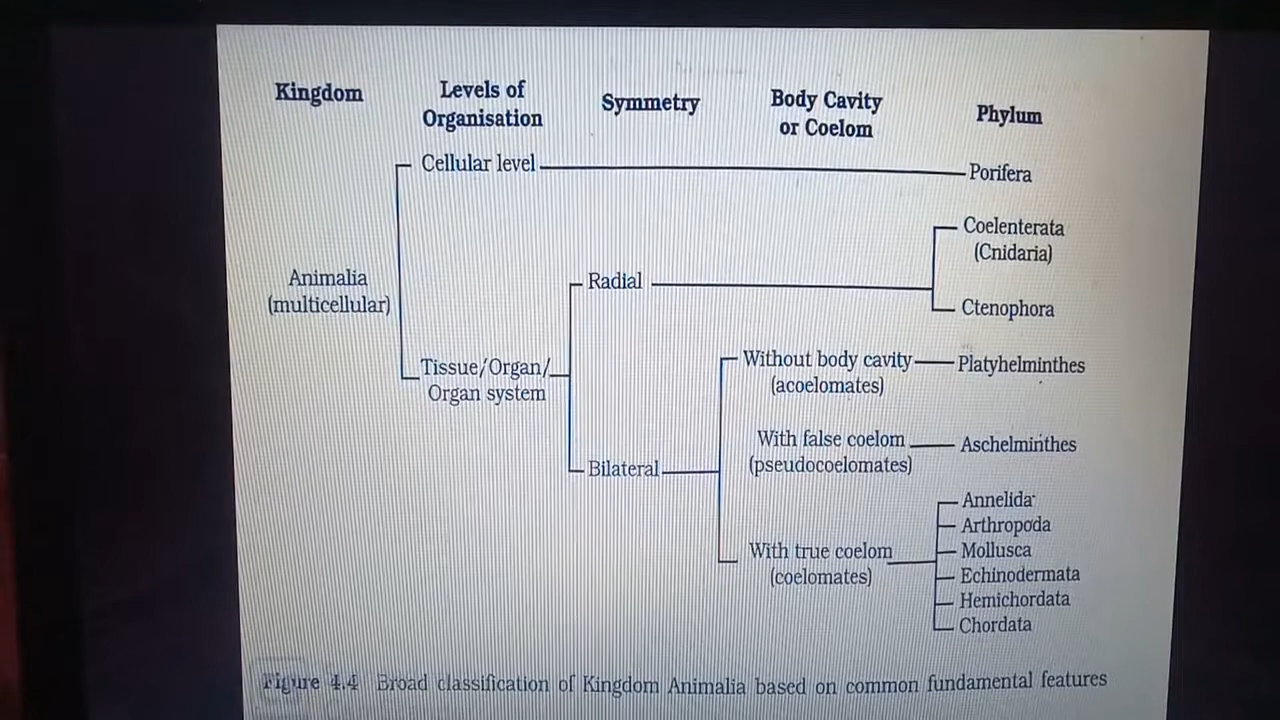 Kingdom
Levels of
Organisation
Symmetry
Body Cavity
or Coelom
Phylum
Cellular level
Porifera
Coelenterata
(Cnidaria)
Animalia
(multicellular)
Radial
Ctenophora
Tissue/Organ/
Organ system
Without body cavity
(acoelomates)
Platyhelminthes
With false coelom
(pseudocoelomates)
Aschelminthes
Bilateral
Annelida
Arthropoda
With true coelom
(coelomates)
Mollusca
Echinodermata
Hemichordata
Chordata
Figure 4.4 Broad classification of Kingdom Animalia based on common fundamental features